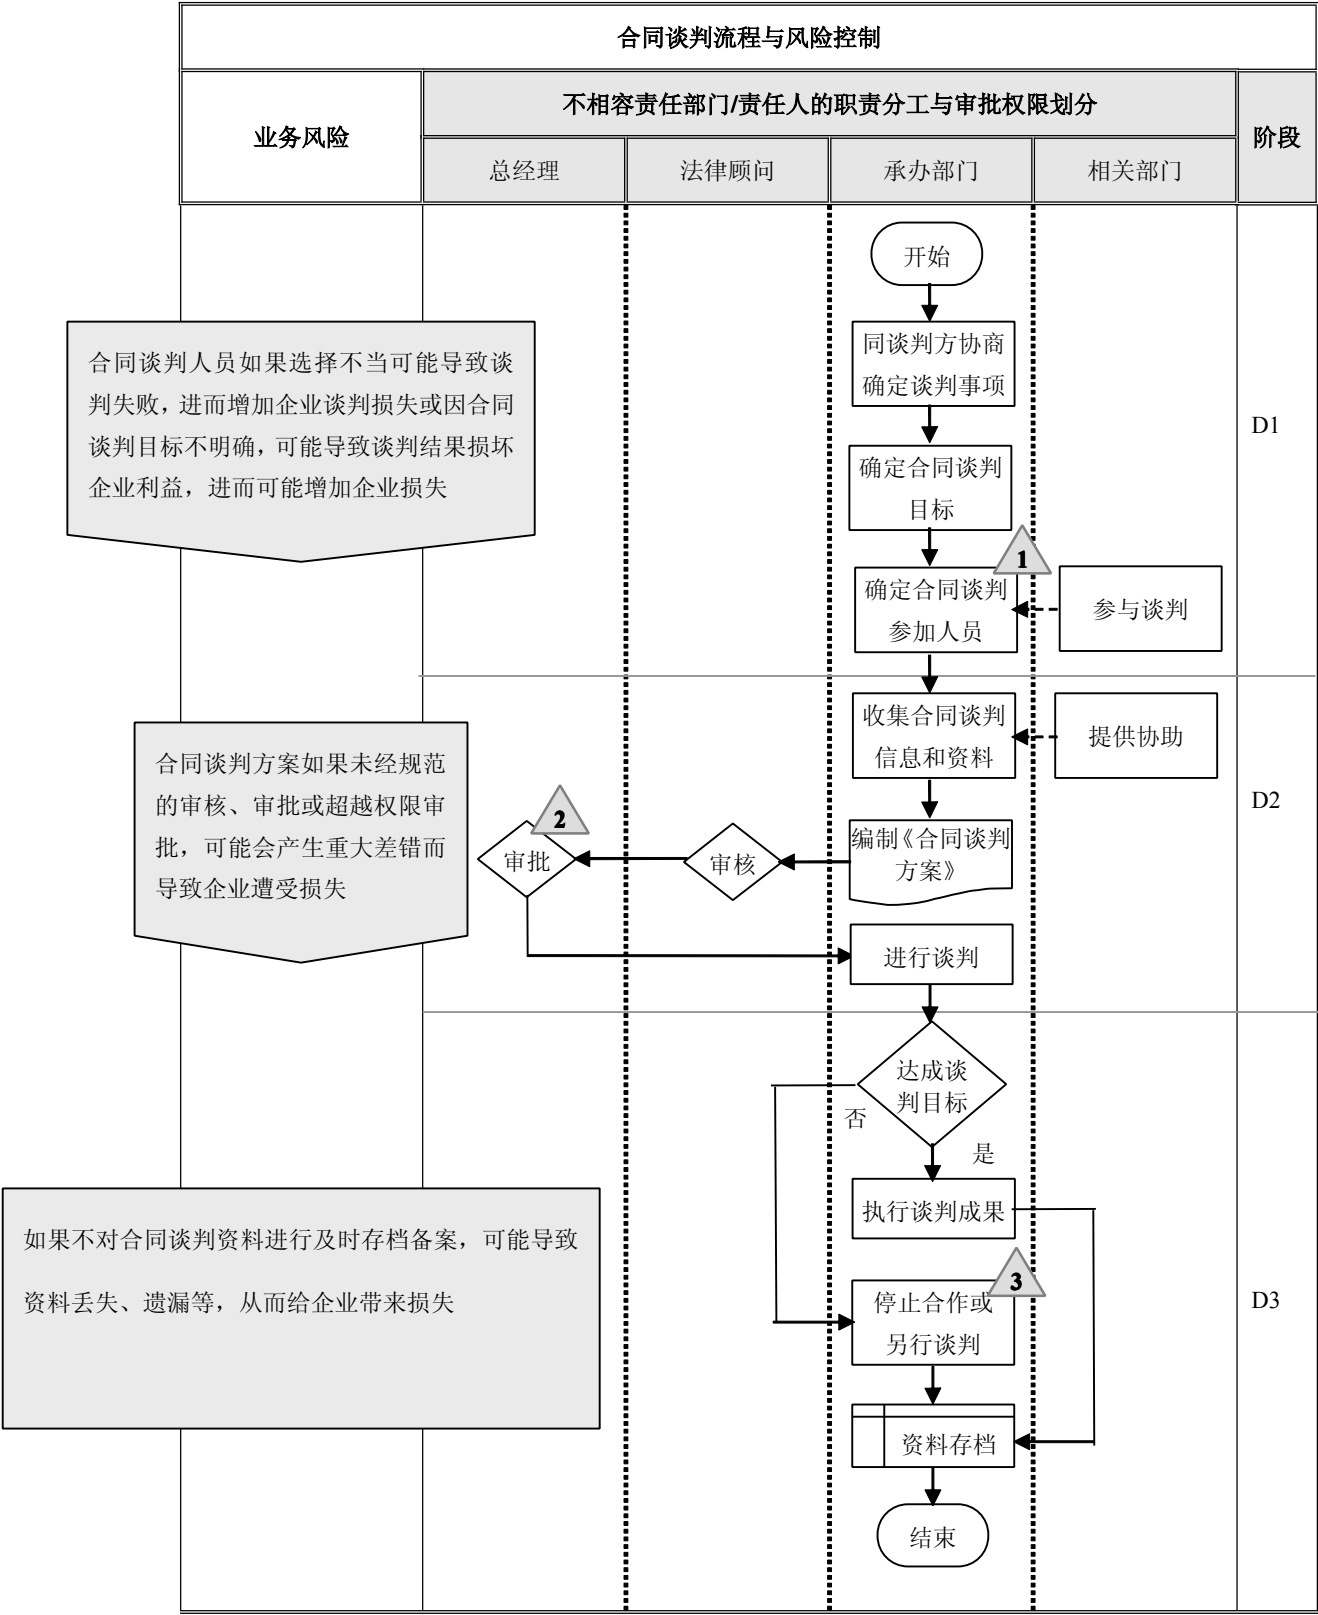 合同谈判流程与风险控制
业务风险
不相容责任部门/责任人的职责分工与审批权限划分
阶段
总经理
法律顾问
承办部门
相关部门
开始
合同谈判人员如果选择不当可能导致谈
判失败，进而增加企业谈判损失或因合同
谈判目标不明确，可能导致谈判结果损坏
企业利益，进而可能增加企业损失
同谈判方协商
确定谈判事项
D1
确定合同谈判
目标
1
确定合同谈判
参加人员
参与谈判
合同谈判方案如果未经规范
的审核、审批或超越权限审
批，可能会产生重大差错而
导致企业遭受损失
收集合同谈判
信息和资料
提供协助
D2
2
审批
审核
编制《合同谈判
方案》
进行谈判
达成谈
判目标
否
是
如果不对合同谈判资料进行及时存档备案，可能导致
资料丢失、遗漏等，从而给企业带来损失
执行谈判成果
3
停止合作或
另行谈判
D3
资料存档
结束